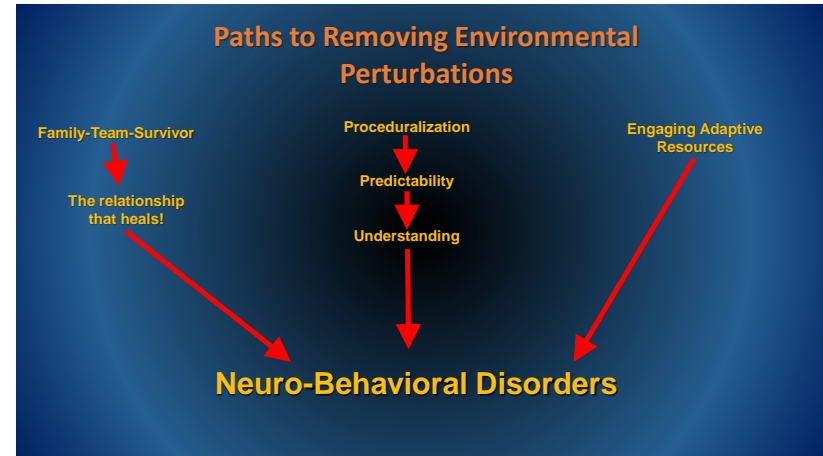 Paths to Removing Environmental
Perturbations
Family-Team-Survivor
The relationship
that heals!
Proceduralization
Predictability
Understanding
Engaging Adaptive
Resources
Neuro-Behavioral Disorders